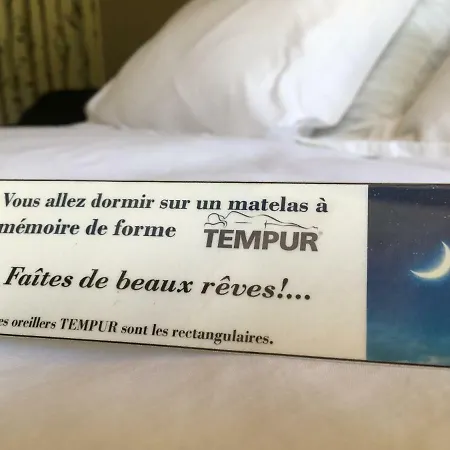 Vous allez dormir sur un matelas à
mémoire de forme TEMPUR®
Faîtes de beaux rêves!....
es oreillers TEMPUR sont les rectangulaires.